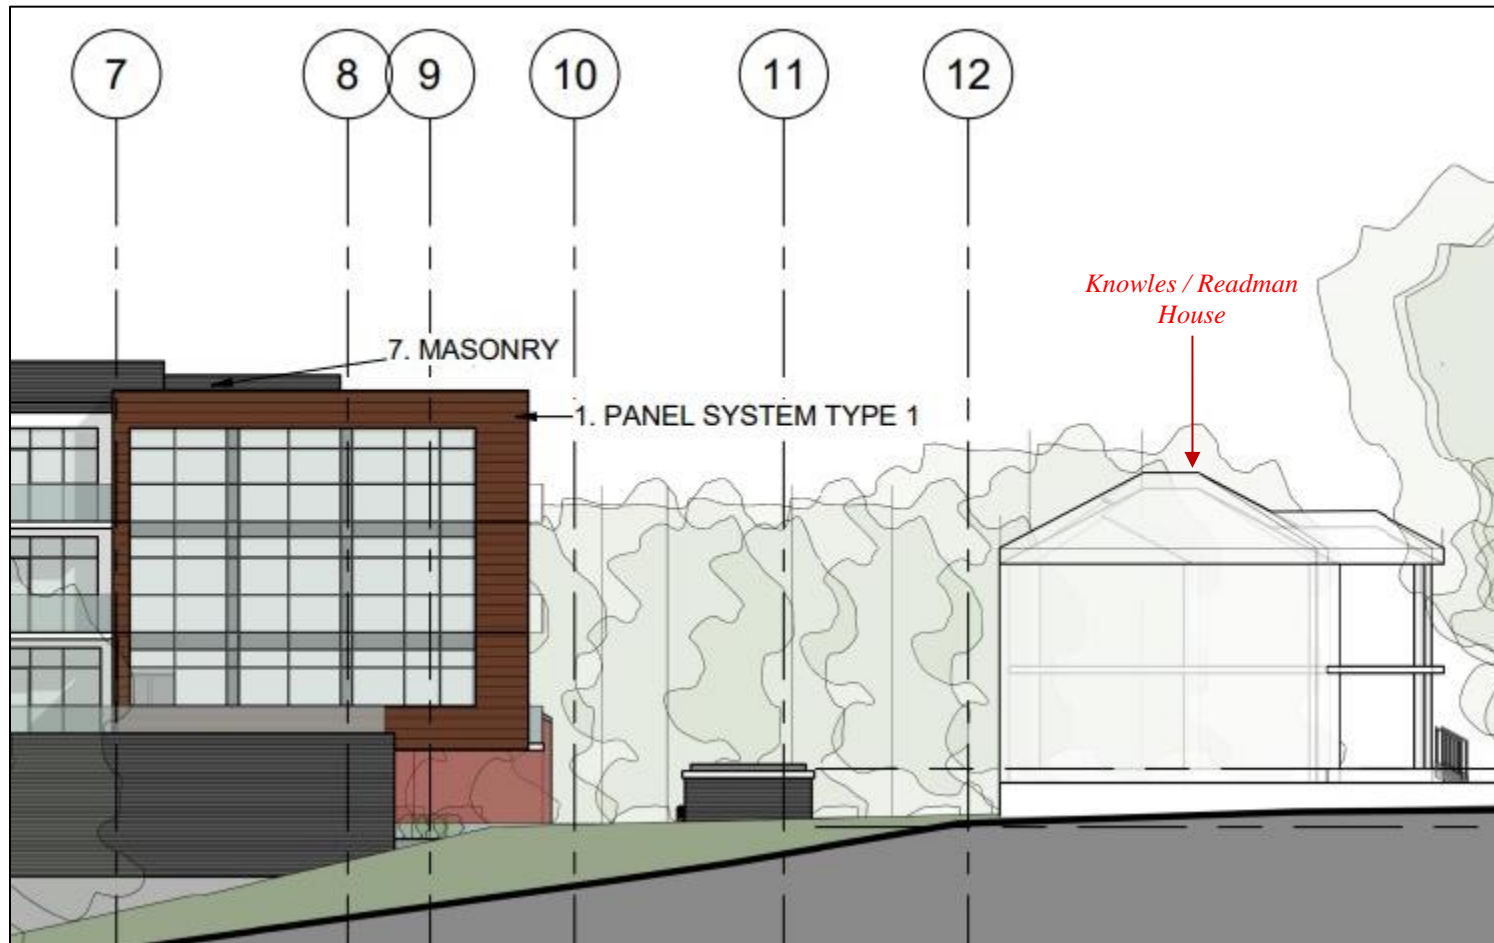 7
8
9
10
11
12
Knowles / Readman
House
7. MASONRY
1. PANEL SYSTEM TYPE 1